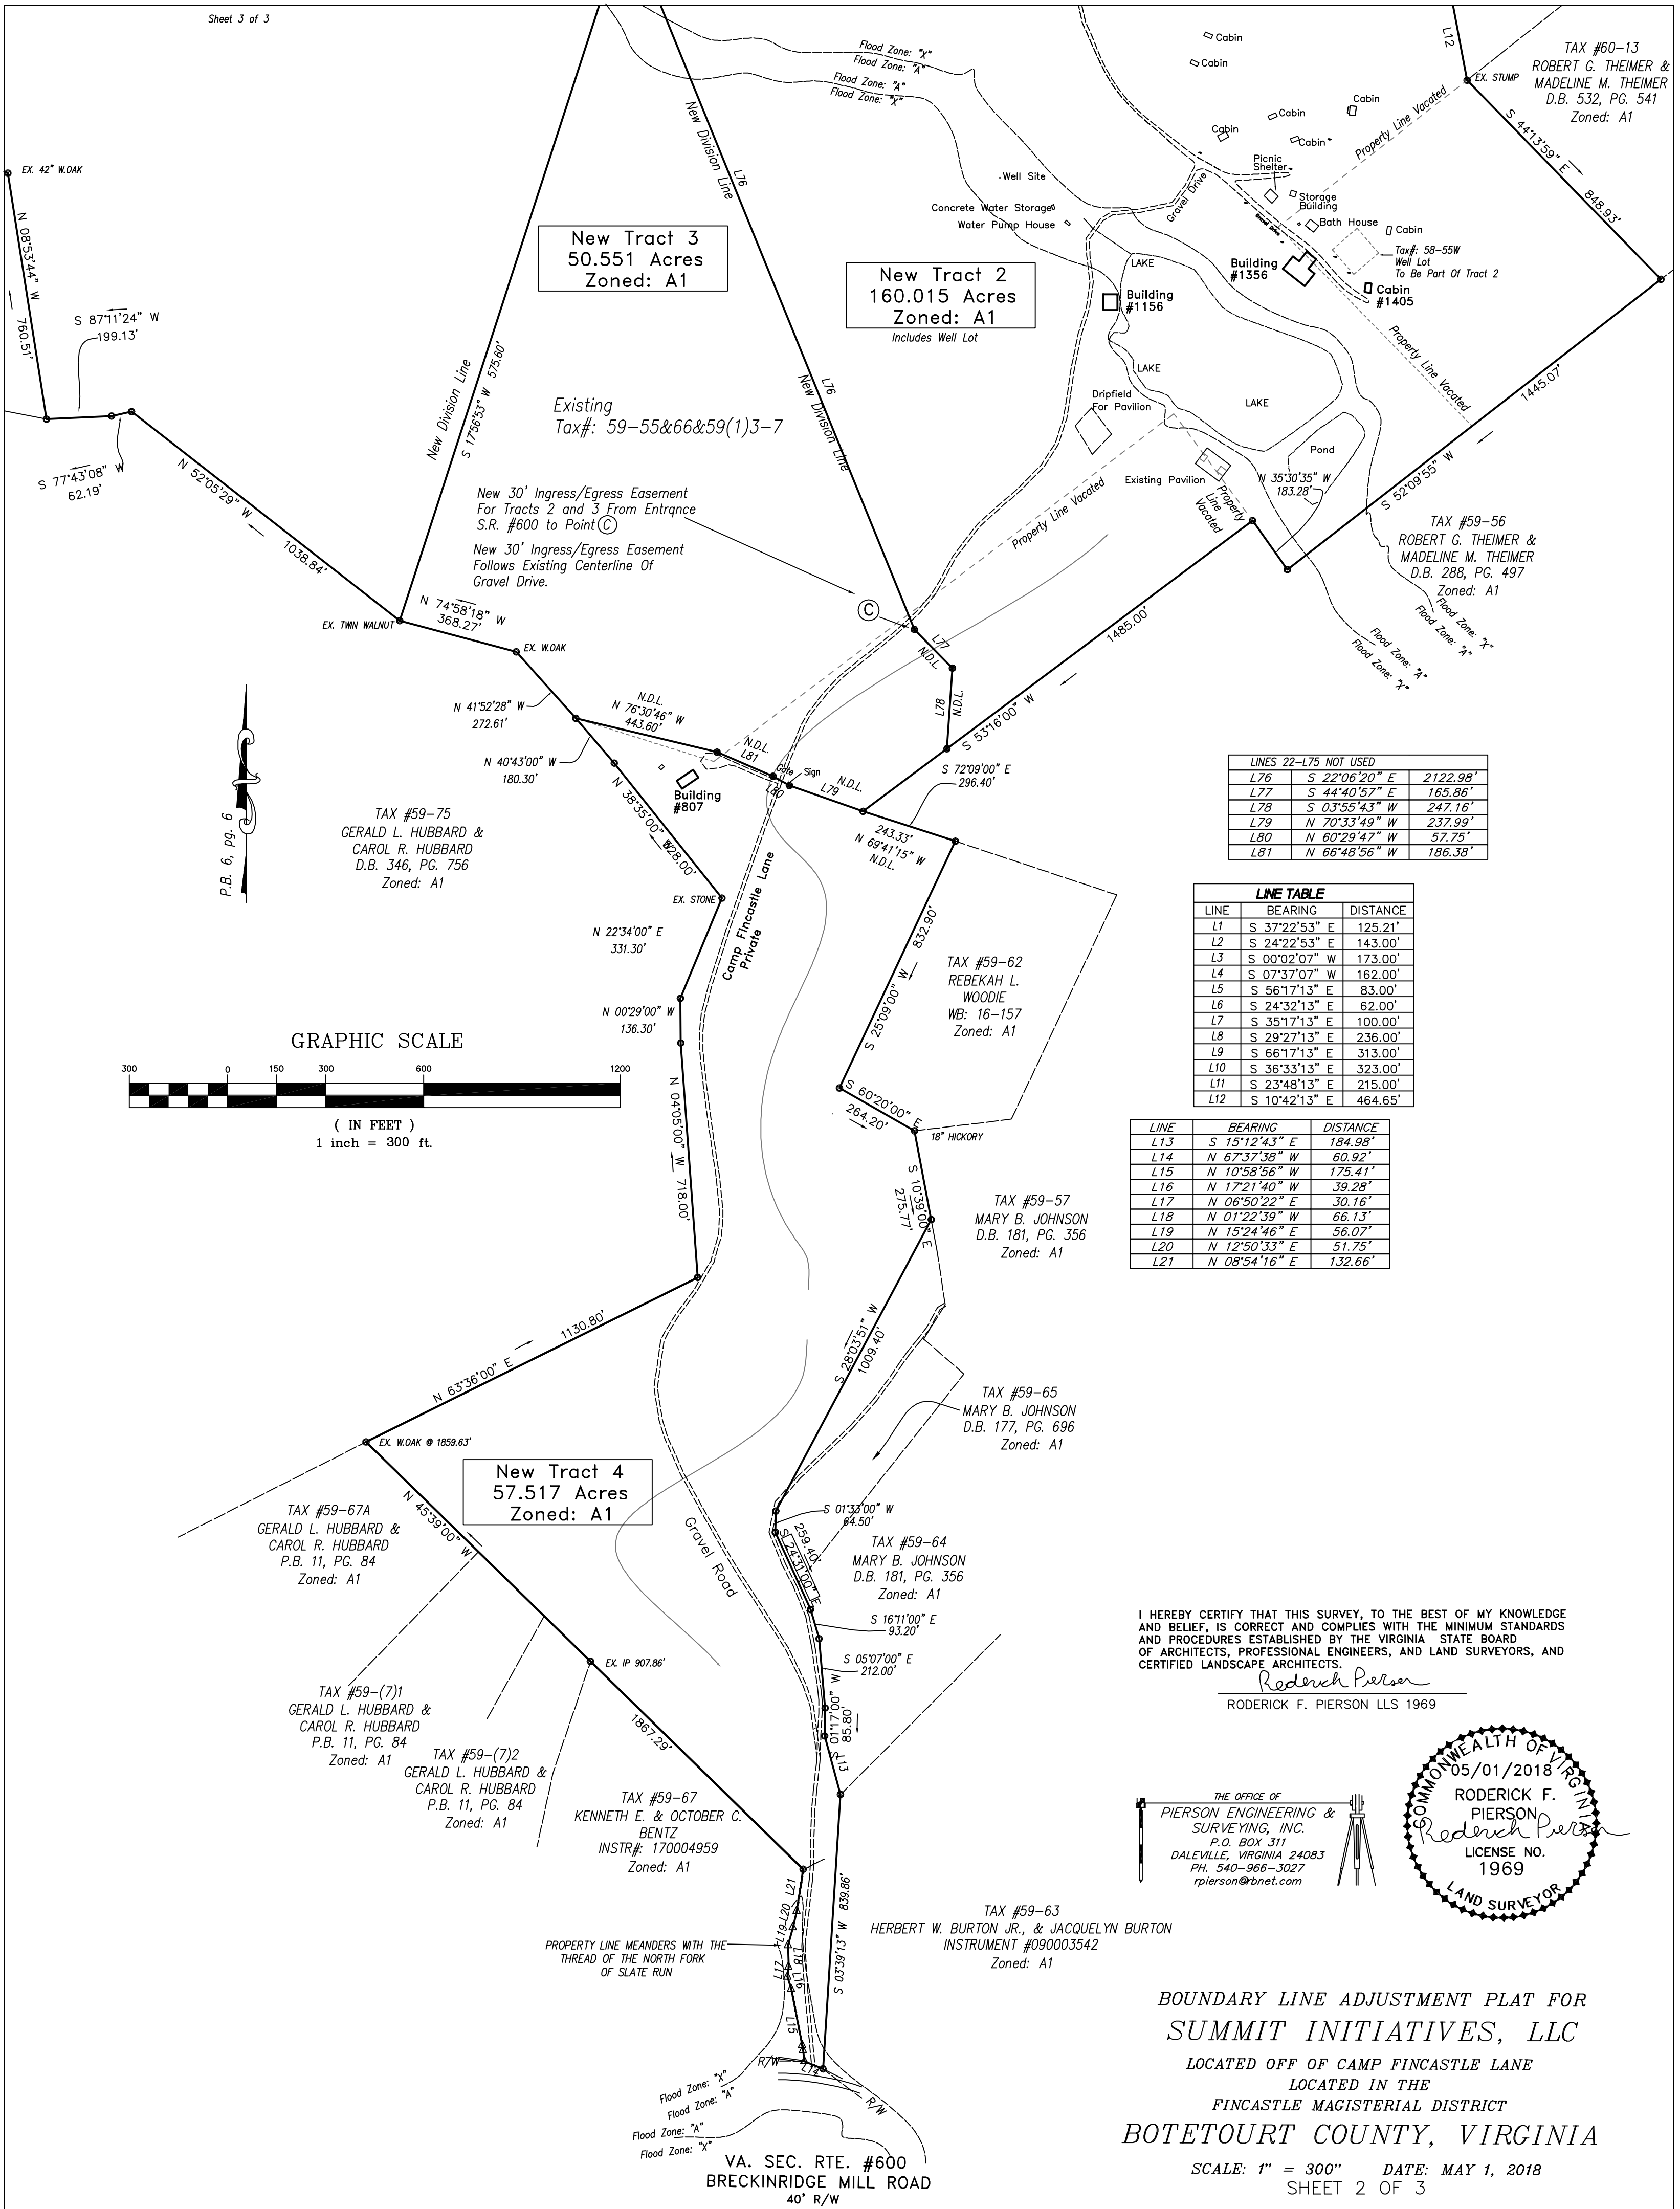 Sheet 3 of 3
Flood Zone: "X"
Flood Zone: "A"
Flood Zone: "A"
Flood Zone: "X"
Cabin
Cabin
Cabin
Cabin
Cabin
Cabin
L12
EX. STUMP
TAX #60-13
ROBERT G. THEIMER &
MADELINE M. THEIMER
D.B. 532, PG. 541
Zoned: A1
Property Line Vacated
S 44°13'59" E
848.93'
Picnic
Shelter
Storage
Building
Bath House
Cabin
Gravel Drive
Gravel Drive
Tax#: 58-55W
Well Lot
To Be Part Of Tract 2
Building
#1356
Cabin
#1405
Well Site
Concrete Water Storage
Water Pump House
LAKE
Building
#1156
LAKE
LAKE
Pond
Dripfield
For Pavilion
Existing Pavilion
Property Line Vacated
1445.07'
S 52°09'55" W
N 35°30'35" W
183.28'
Property
Line
Vacated
Property Line Vacated
EX. 42" W.OAK
N 08°53'44" W
760.51'
S 87°11'24" W
199.13'
S 77°43'08" W
62.19'
N 52°05'29" W
1038.84'
New Division Line
L76
New Tract 3
50.551 Acres
Zoned: A1
New Tract 2
160.015 Acres
Zoned: A1
Includes Well Lot
New Division Line
S 17°56'53" W 575.60'
L76
New Division Line
Existing
Tax#: 59-55&66&59(1)3-7
New 30' Ingress/Egress Easement
For Tracts 2 and 3 From Entrance
S.R. #600 to Point C
New 30' Ingress/Egress Easement
Follows Existing Centerline Of
Gravel Drive.
C
TAX #59-56
ROBERT G. THEIMER &
MADELINE M. THEIMER
D.B. 288, PG. 497
Zoned: A1
Flood Zone: "X"
Flood Zone: "A"
Flood Zone: "A"
Flood Zone: "X"
1485.00'
S 53°16'00" W
L77
N.D.L.
L78
N.D.L.
EX. TWIN WALNUT
N 74°58'18" W
368.27'
EX. W.OAK
N 41°52'28" W
272.61'
N.D.L.
N 76°30'46" W
443.60'
N 40°43'00" W
180.30'
N.D.L.
L81
Gate
Sign
L80
L79
N.D.L.
S 72°09'00" E
296.40'
243.33'
N 69°41'15" W
N.D.L.
Building
#807
N 38°35'00" W
628.00'
P.B. 6, pg. 6
TAX #59-75
GERALD L. HUBBARD &
CAROL R. HUBBARD
D.B. 346, PG. 756
Zoned: A1
EX. STONE
Camp Fincastle Lane
Private
N 22°34'00" E
331.30'
N 00°29'00" W
136.30'
N 04°05'00" W 718.00'
832.90'
S 25°09'00" W
TAX #59-62
REBEKAH L.
WOODIE
WB: 16-157
Zoned: A1
LINES 22-L75 NOT USED
L76 S 22°06'20" E 2122.98'
L77 S 44°40'57" E 165.86'
L78 S 03°55'43" W 247.16'
L79 N 70°33'49" W 237.99'
L80 N 60°29'47" W 57.75'
L81 N 66°48'56" W 186.38'
LINE TABLE
LINE BEARING DISTANCE
L1 S 37°22'53" E 125.21'
L2 S 24°22'53" E 143.00'
L3 S 00°02'07" W 173.00'
L4 S 07°37'07" W 162.00'
L5 S 56°17'13" E 83.00'
L6 S 24°32'13" E 62.00'
L7 S 35°17'13" E 100.00'
L8 S 29°27'13" E 236.00'
L9 S 66°17'13" E 313.00'
L10 S 36°33'13" E 323.00'
L11 S 23°48'13" E 215.00'
L12 S 10°42'13" E 464.65'
LINE BEARING DISTANCE
L13 S 15°12'43" E 184.98'
L14 N 67°37'38" W 60.92'
L15 N 10°58'56" W 175.41'
L16 N 17°21'40" W 39.28'
L17 N 06°50'22" E 30.16'
L18 N 01°22'39" W 66.13'
L19 N 15°24'46" E 56.07'
L20 N 12°50'33" E 51.75'
L21 N 08°54'16" E 132.66'
GRAPHIC SCALE
300 0 150 300 600 1200
( IN FEET )
1 inch = 300 ft.
S 60°20'00" E
264.20'
18" HICKORY
S 10°39'00" E
275.77'
TAX #59-57
MARY B. JOHNSON
D.B. 181, PG. 356
Zoned: A1
S 28°03'51" W
1009.40'
1130.80'
N 63°36'00" E
EX. W.OAK @ 1859.63'
TAX #59-65
MARY B. JOHNSON
D.B. 177, PG. 696
Zoned: A1
New Tract 4
57.517 Acres
Zoned: A1
Gravel Road
N 45°39'00" W
TAX #59-67A
GERALD L. HUBBARD &
CAROL R. HUBBARD
P.B. 11, PG. 84
Zoned: A1
S 01°33'00" W
64.50'
259.40'
S 24°31'00" E
TAX #59-64
MARY B. JOHNSON
D.B. 181, PG. 356
Zoned: A1
S 16°11'00" E
93.20'
S 05°07'00" E
212.00'
S 01°17'00" W
85.80'
L13
EX. IP 907.86'
TAX #59-(7)1
GERALD L. HUBBARD &
CAROL R. HUBBARD
P.B. 11, PG. 84
Zoned: A1
TAX #59-(7)2
GERALD L. HUBBARD &
CAROL R. HUBBARD
P.B. 11, PG. 84
Zoned: A1
1867.29'
TAX #59-67
KENNETH E. & OCTOBER C.
BENTZ
INSTR#: 170004959
Zoned: A1
I HEREBY CERTIFY THAT THIS SURVEY, TO THE BEST OF MY KNOWLEDGE
AND BELIEF, IS CORRECT AND COMPLIES WITH THE MINIMUM STANDARDS
AND PROCEDURES ESTABLISHED BY THE VIRGINIA STATE BOARD
OF ARCHITECTS, PROFESSIONAL ENGINEERS, AND LAND SURVEYORS, AND
CERTIFIED LANDSCAPE ARCHITECTS.
Roderick Pierson
RODERICK F. PIERSON LLS 1969
THE OFFICE OF
PIERSON ENGINEERING &
SURVEYING, INC.
P.O. BOX 311
DALEVILLE, VIRGINIA 24083
PH. 540-966-3027
rpierson@rbnet.com
COMMONWEALTH OF VIRGINIA
05/01/2018
RODERICK F.
PIERSON
Roderick Pierson
LICENSE NO.
1969
LAND SURVEYOR
L21
L20
L19
L18
L17
L16
L15
L14
S 03°39'13" W 839.86'
TAX #59-63
HERBERT W. BURTON JR., & JACQUELYN BURTON
INSTRUMENT #090003542
Zoned: A1
PROPERTY LINE MEANDERS WITH THE
THREAD OF THE NORTH FORK
OF SLATE RUN
R/W
R/W
Flood Zone: "X"
Flood Zone: "A"
Flood Zone: "A"
Flood Zone: "X"
VA. SEC. RTE. #600
BRECKINRIDGE MILL ROAD
40' R/W
BOUNDARY LINE ADJUSTMENT PLAT FOR
SUMMIT INITIATIVES, LLC
LOCATED OFF OF CAMP FINCASTLE LANE
LOCATED IN THE
FINCASTLE MAGISTERIAL DISTRICT
BOTETOURT COUNTY, VIRGINIA
SCALE: 1" = 300" DATE: MAY 1, 2018
SHEET 2 OF 3